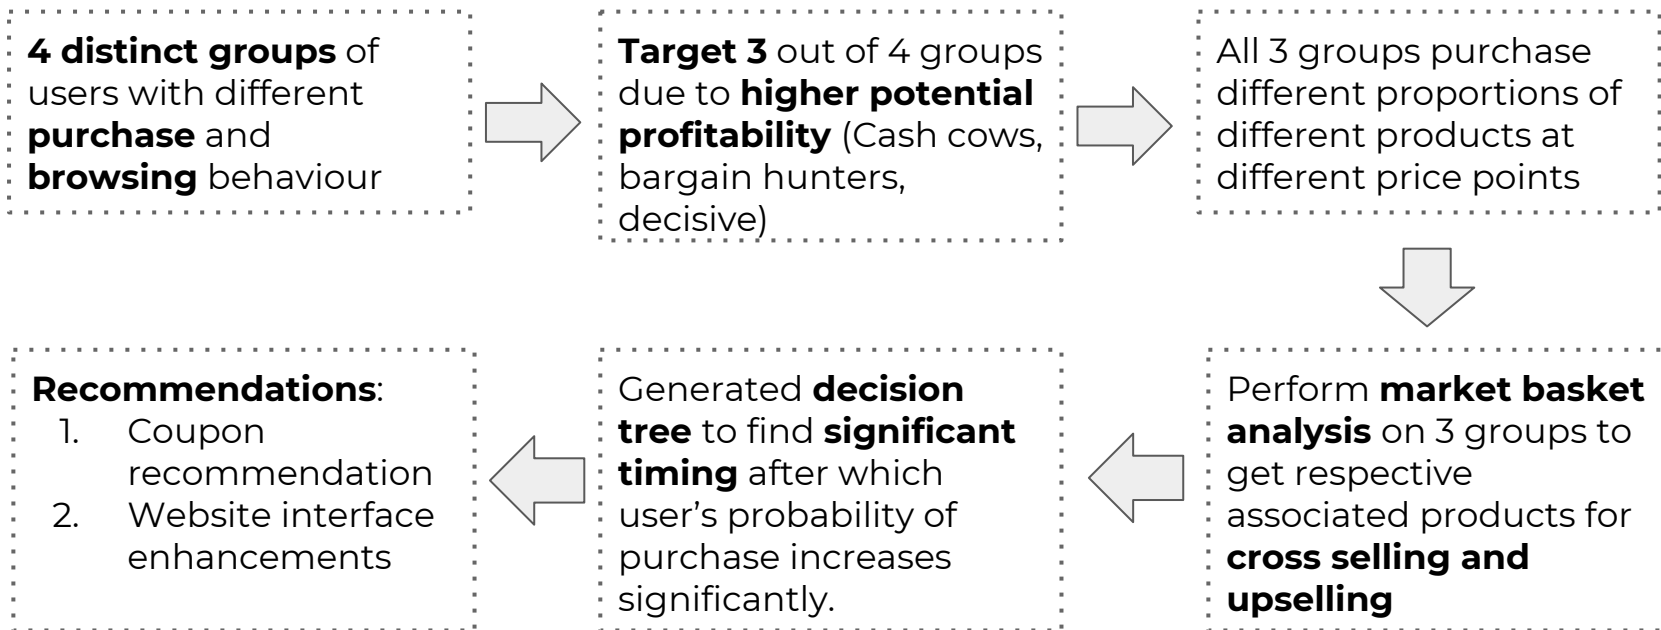 4 distinct groups of
users with different
purchase and
browsing behaviour
Target 3 out of 4 groups
due to higher potential
profitability (Cash cows,
bargain hunters,
decisive)
All 3 groups purchase
different proportions of
different products at
different price points
Perform market basket
analysis on 3 groups to
get respective
associated products for
cross selling and
upselling
Generated decision
tree to find significant
timing after which
user’s probability of
purchase increases
significantly.
Recommendations:
1. Coupon
recommendation
2. Website interface
enhancements